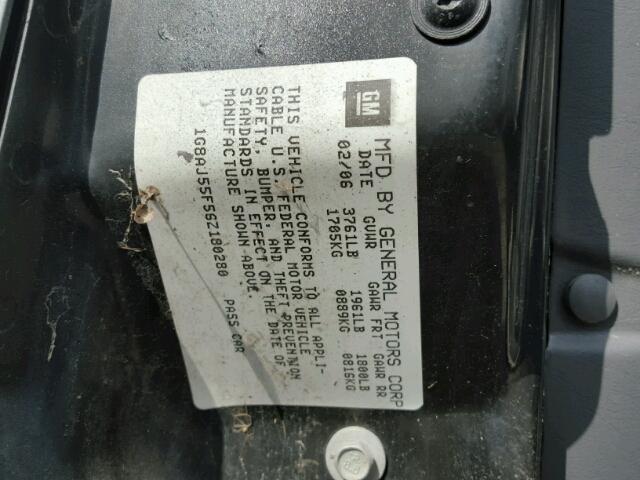 GM MFD BY GENERAL MOTORS CORP
DATE GVWR GAWR FRT GAWR RR
02/06 3761LB 1961LB 1800LB
1705KG 0889KG 0816KG
THIS VEHICLE CONFORMS TO ALL APPLI-
CABLE U.S. FEDERAL MOTOR VEHICLE
SAFETY, BUMPER, AND THEFT PREVENTION
STANDARDS IN EFFECT ON THE DATE OF
MANUFACTURE SHOWN ABOVE.
1G8AJ55F56Z180280 PASS CAR